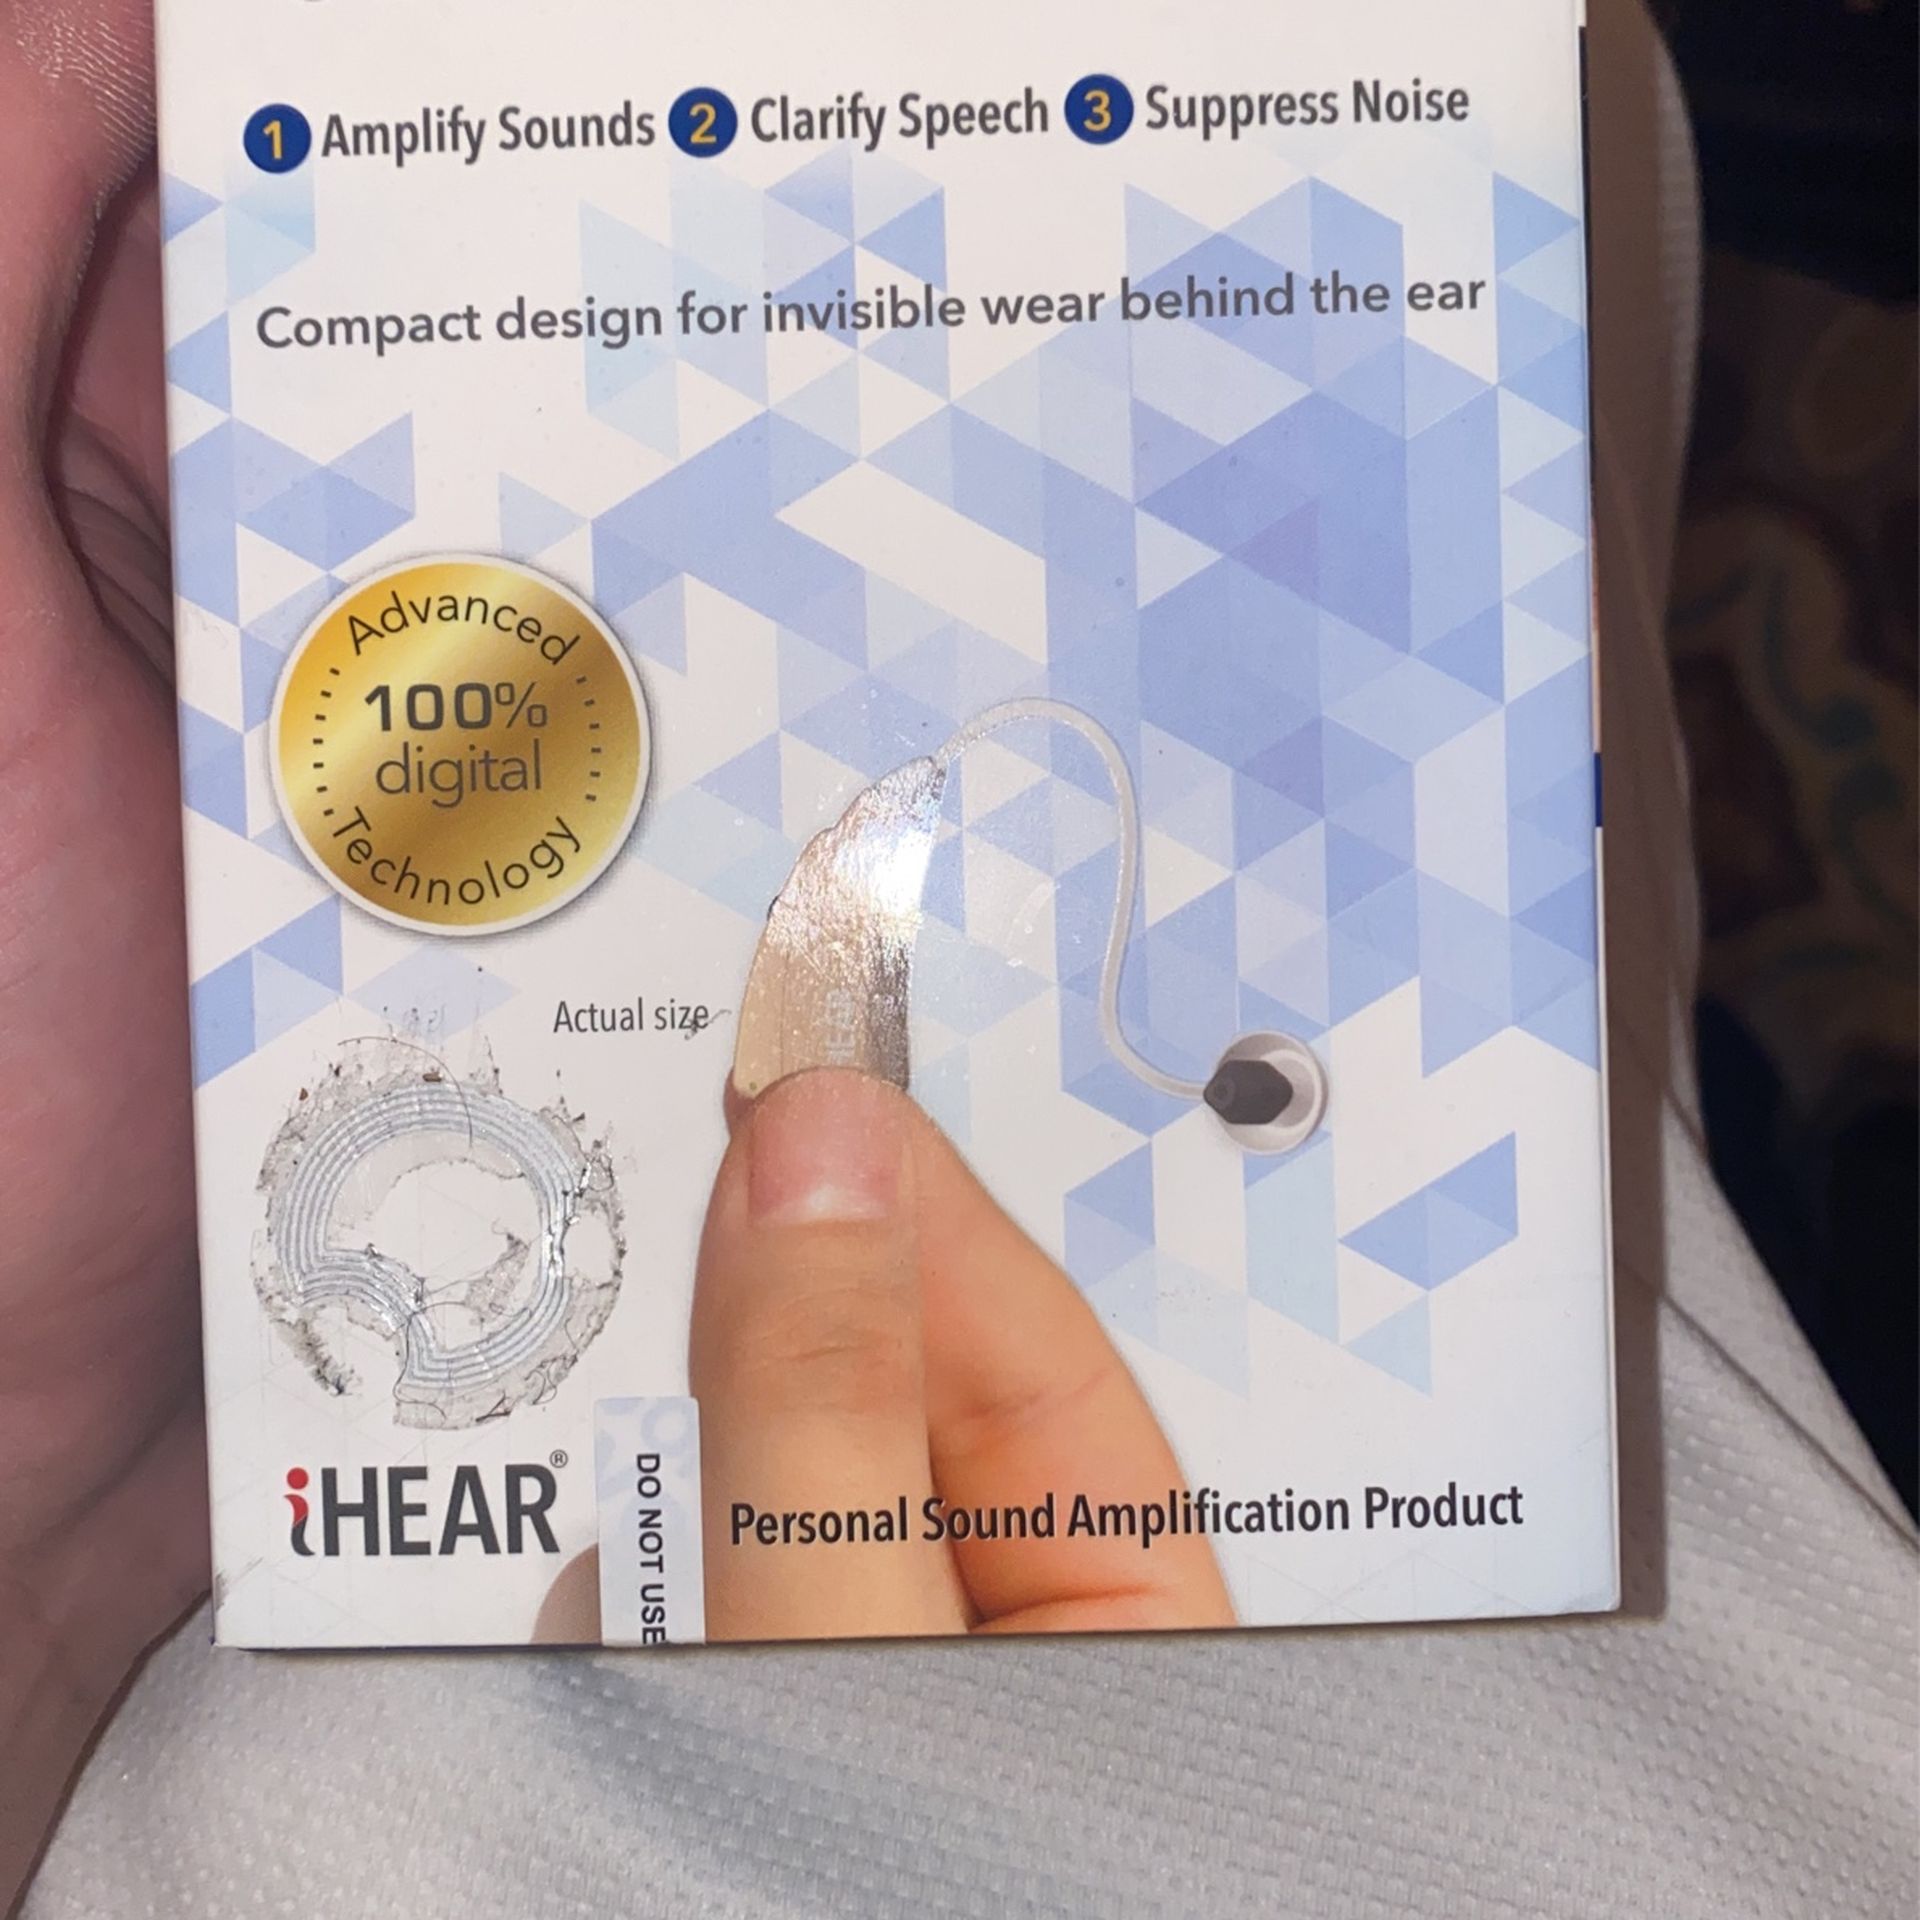 1 Amplify Sounds 2 Clarify Speech 3 Suppress Noise
Compact design for invisible wear behind the ear
Advanced
100%
digital
Technology
Actual size
iHEAR
iHEAR®
DO NOT USE
Personal Sound Amplification Product